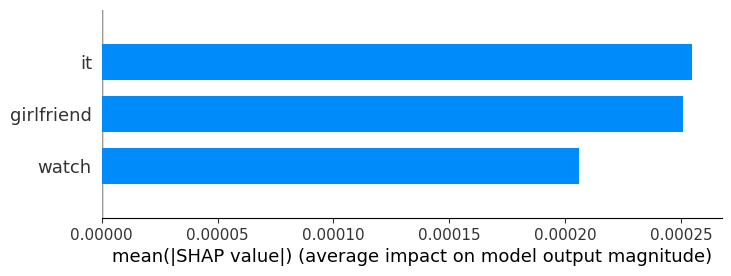 it
girlfriend
watch
0.00000 0.00005 0.00010 0.00015 0.00020 0.00025
mean(|SHAP value|) (average impact on model output magnitude)